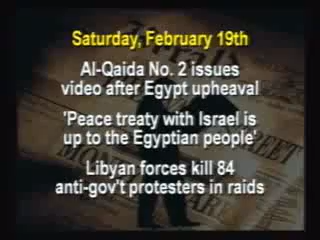 Saturday, February 19th
Al-Qaida No. 2 issues
video after Egypt upheaval
'Peace treaty with Israel is
up to the Egyptian people'
Libyan forces kill 84
anti-gov't protesters in raids